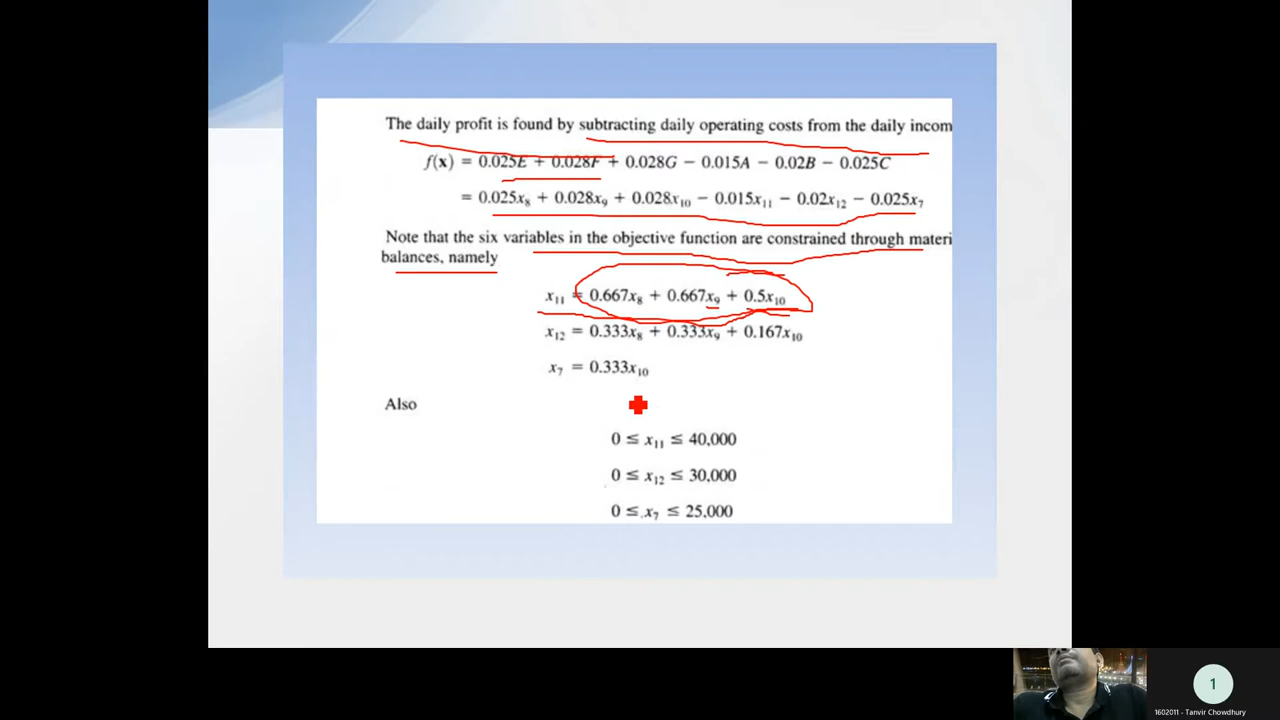 The daily profit is found by subtracting daily operating costs from the daily incom
f(x) = 0.025E + 0.028F + 0.028G − 0.015A − 0.02B − 0.025C
= 0.025x₈ + 0.028x₉ + 0.028x₁₀ − 0.015x₁₁ − 0.02x₁₂ − 0.025x₇
Note that the six variables in the objective function are constrained through materi
balances, namely
x₁₁ = 0.667x₈ + 0.667x₉ + 0.5x₁₀
x₁₂ = 0.333x₈ + 0.333x₉ + 0.167x₁₀
x₇ = 0.333x₁₀
Also
0 ≤ x₁₁ ≤ 40,000
0 ≤ x₁₂ ≤ 30,000
0 ≤ x₇ ≤ 25,000
1
1602011 - Tanvir Chowdhury